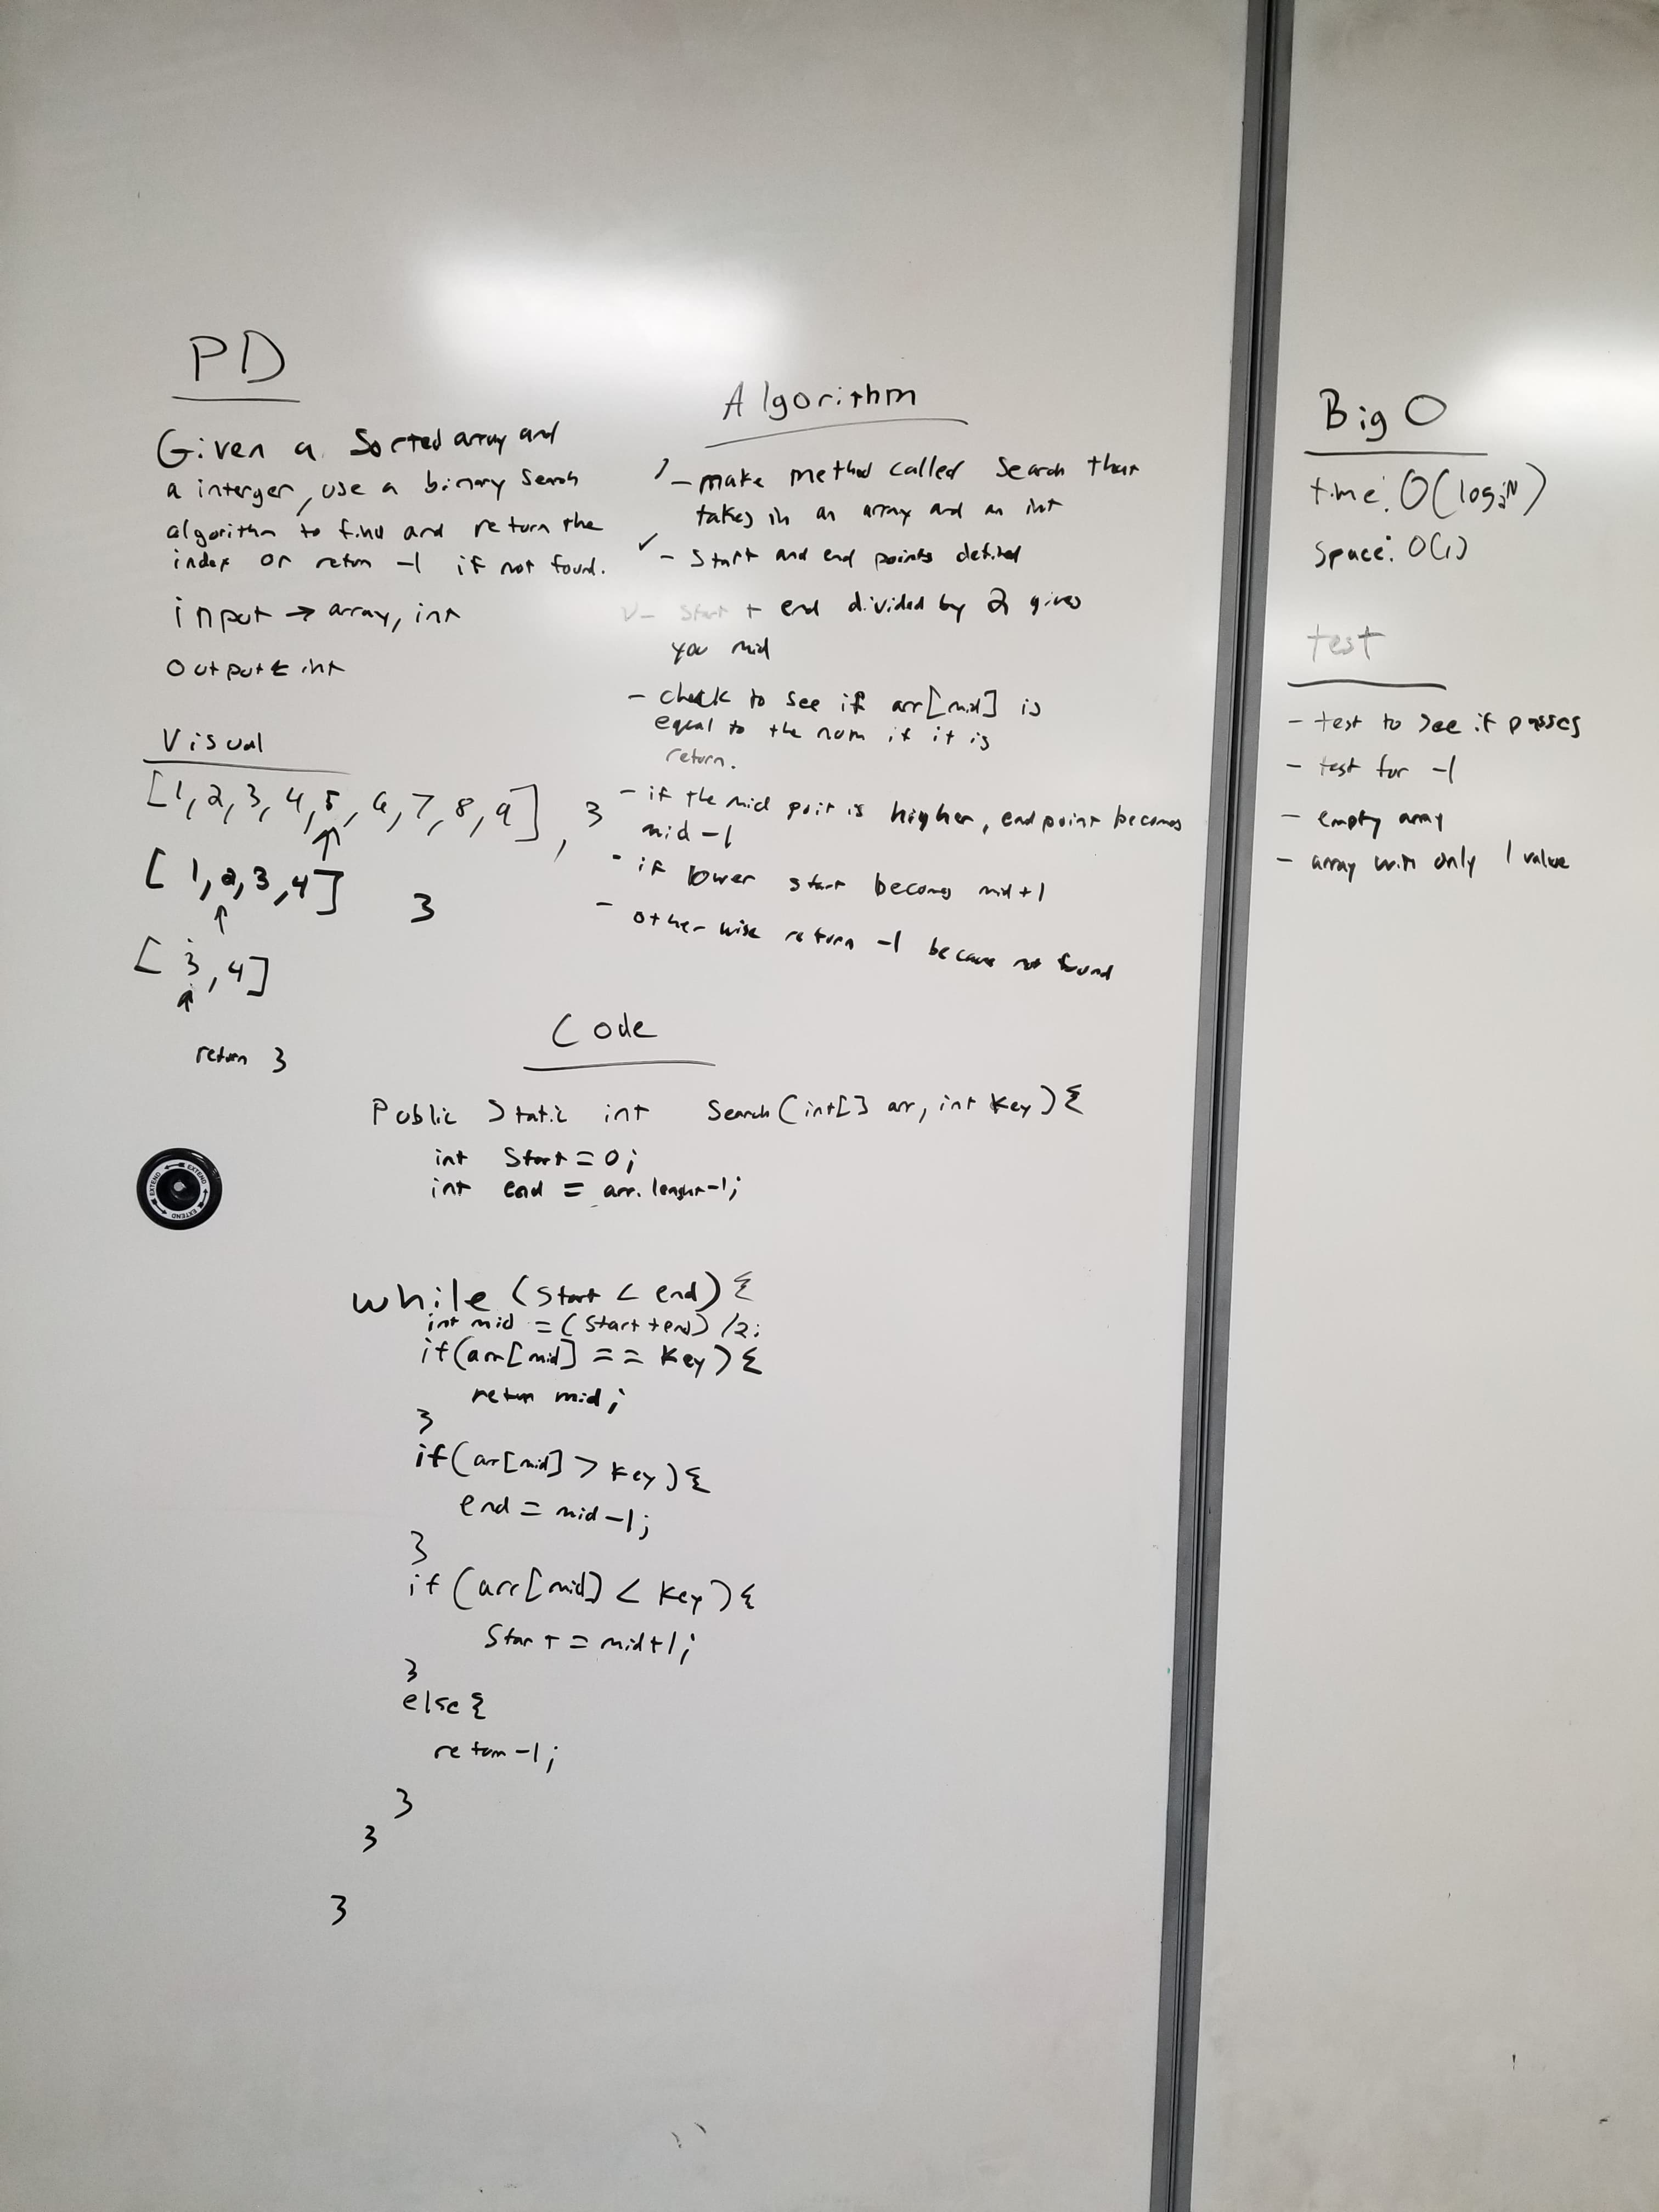 PD
Given a Sorted array and
a interger, use a binary search
algorithm to find and return the
index or return -1 if not found.
input → array, int
output ← int
Visual
[1, 2, 3, 4, 5, 6, 7, 8, 9], 3
[1, 2, 3, 4] 3
[3, 4]
return 3
Algorithm
- make method called Search that
takes in an array and an int
✓ - Start and end points defined
✓ - Start + end divided by 2 gives
you mid
- check to see if arr[mid] is
equal to the num if it is
return.
- if the mid point is higher, end point becomes
mid -1
- if lower start becomes mid+1
- otherwise return -1 because not found
Code
Public Static int Search(int[] arr, int key){
int Start = 0;
int end = arr.lenght-1;
while (Start < end){
int mid = (Start + end) /2;
if(arr[mid] == key){
return mid;
}
if(arr[mid] > key){
end = mid -1;
}
if(arr[mid] < key){
Start = mid+1;
}
else{
return -1;
}
}
}
EXTEND EXTEND EXTEND
Big O
time: O(log₂N)
Space: O(1)
test
- test to see if passes
- test for -1
- empty array
- array with only 1 value